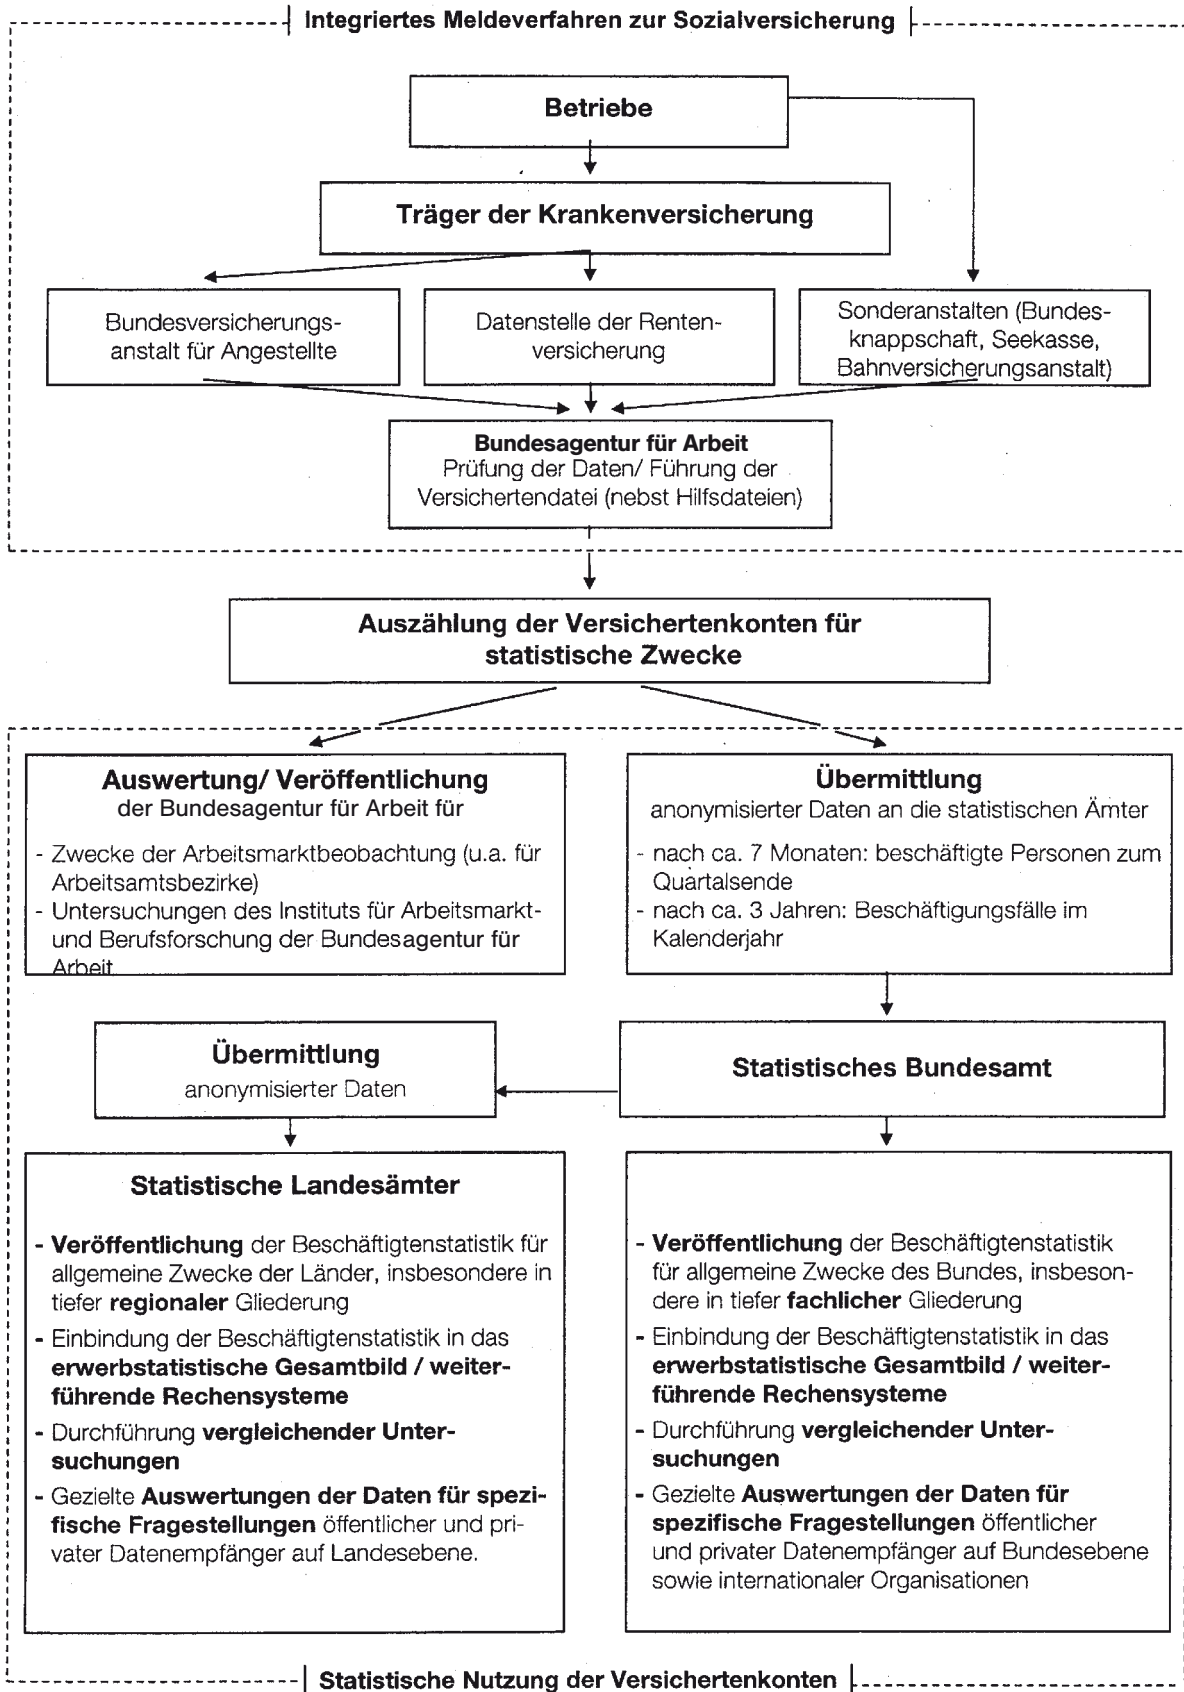 Integriertes Meldeverfahren zur Sozialversicherung
Betriebe
Träger der Krankenversicherung
Bundesversicherungs-
anstalt für Angestellte
Datenstelle der Renten-
versicherung
Sonderanstalten (Bundes-
knappschaft, Seekasse,
Bahnversicherungsanstalt)
Bundesagentur für Arbeit
Prüfung der Daten/ Führung der
Versichertendatei (nebst Hilfsdateien)
Auszählung der Versichertenkonten für
statistische Zwecke
Auswertung/ Veröffentlichung
der Bundesagentur für Arbeit für
- Zwecke der Arbeitsmarktbeobachtung (u.a. für
Arbeitsamtsbezirke)
- Untersuchungen des Instituts für Arbeitsmarkt-
und Berufsforschung der Bundesagentur für
Arbeit
Übermittlung
anonymisierter Daten an die statistischen Ämter
- nach ca. 7 Monaten: beschäftigte Personen zum
Quartalsende
- nach ca. 3 Jahren: Beschäftigungsfälle im
Kalenderjahr
Übermittlung
anonymisierter Daten
Statistisches Bundesamt
Statistische Landesämter
- Veröffentlichung der Beschäftigtenstatistik für
allgemeine Zwecke der Länder, insbesondere in
tiefer regionaler Gliederung
- Einbindung der Beschäftigtenstatistik in das
erwerbstatistische Gesamtbild / weiter-
führende Rechensysteme
- Durchführung vergleichender Unter-
suchungen
- Gezielte Auswertungen der Daten für spezi-
fische Fragestellungen öffentlicher und pri-
vater Datenempfänger auf Landesebene.
- Veröffentlichung der Beschäftigtenstatistik
für allgemeine Zwecke des Bundes, insbeson-
dere in tiefer fachlicher Gliederung
- Einbindung der Beschäftigtenstatistik in das
erwerbstatistische Gesamtbild / weiter-
führende Rechensysteme
- Durchführung vergleichender Unter-
suchungen
- Gezielte Auswertungen der Daten für
spezifische Fragestellungen öffentlicher
und privater Datenempfänger auf Bundesebene
sowie internationaler Organisationen
Statistische Nutzung der Versichertenkonten